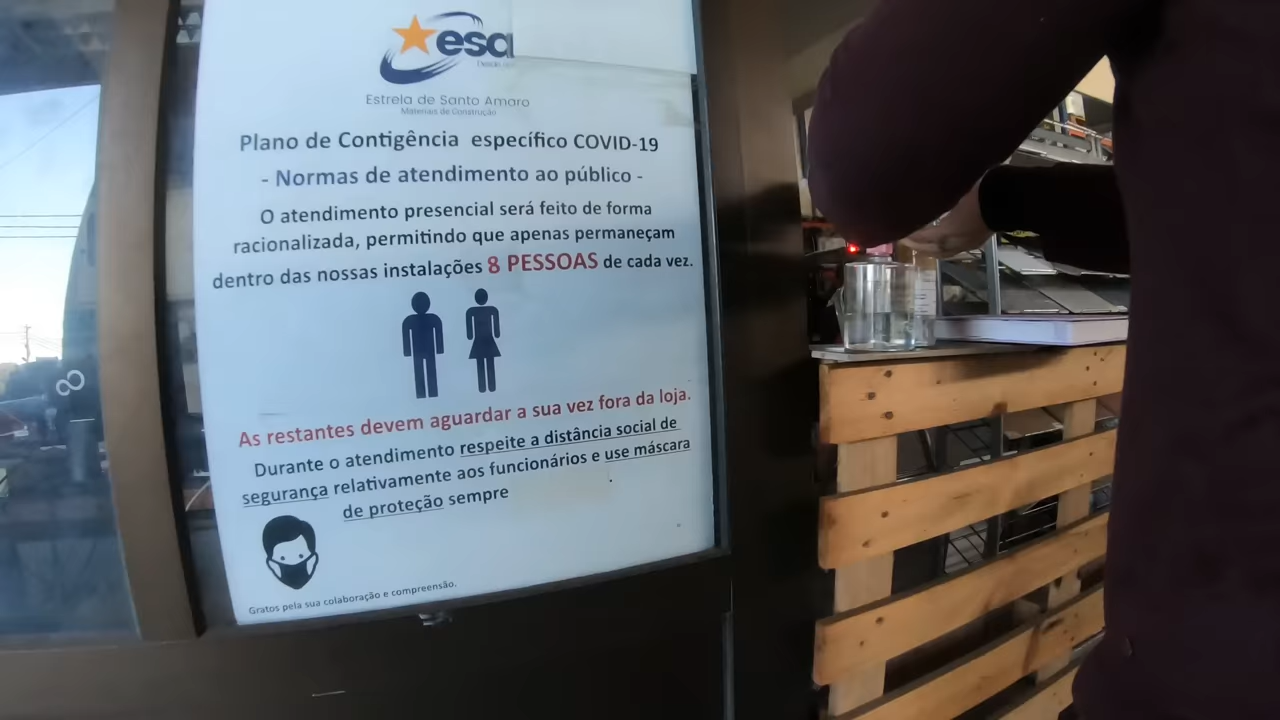 esa
Desde
Estrela de Santo Amaro
Materiais de Construção
Plano de Contigência específico COVID-19
- Normas de atendimento ao público -
O atendimento presencial será feito de forma
racionalizada, permitindo que apenas permaneçam
dentro das nossas instalações 8 PESSOAS de cada vez.
As restantes devem aguardar a sua vez fora da loja.
Durante o atendimento respeite a distância social de
segurança relativamente aos funcionários e use máscara
de proteção sempre
Gratos pela sua colaboração e compreensão.